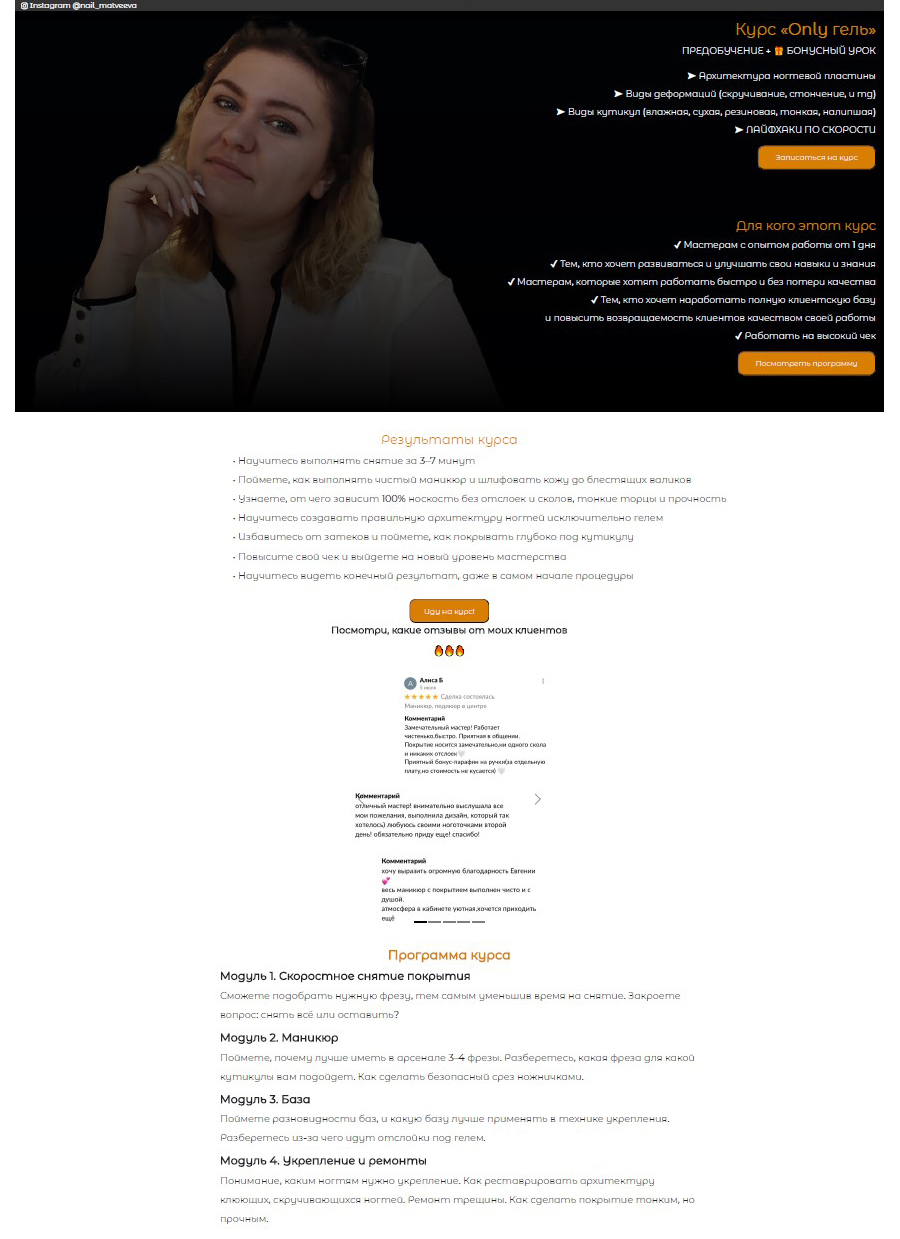 Instagram @nail_matveeva
Курс «Only гель»
ПРЕДОБУЧЕНИЕ + 🎁 БОНУСНЫЙ УРОК
➤ Архитектура ногтевой пластины
➤ Виды деформаций (скручивание, стончение, и тд)
➤ Виды кутикул (влажная, сухая, резиновая, тонкая, налипшая)
➤ ЛАЙФХАКИ ПО СКОРОСТИ
Записаться на курс
Для кого этот курс
✔ Мастерам с опытом работы от 1 дня
✔ Тем, кто хочет развиваться и улучшать свои навыки и знания
✔ Мастерам, которые хотят работать быстро и без потери качества
✔ Тем, кто хочет наработать полную клиентскую базу
и повысить возвращаемость клиентов качеством своей работы
✔ Работать на высокий чек
Посмотреть программу
Результаты курса
• Научитесь выполнять снятие за 3–7 минут
• Поймете, как выполнять чистый маникюр и шлифовать кожу до блестящих валиков
• Узнаете, от чего зависит 100% носкость без отслоек и сколов, тонкие торцы и прочность
• Научитесь создавать правильную архитектуру ногтей исключительно гелем
• Избавитесь от затеков и поймете, как покрывать глубоко под кутикулу
• Повысите свой чек и выйдете на новый уровень мастерства
• Научитесь видеть конечный результат, даже в самом начале процедуры
Иду на курс!
Посмотри, какие отзывы от моих клиентов
🔥🔥🔥
А
Алиса Б
5 июля
★★★★★ Сделка состоялась
Маникюр, педикюр в центре
Комментарий
Замечательный мастер! Работает
чистенько,быстро. Приятная в общении.
Покрытие носится замечательно,ни одного скола
и никаких отслоек🤍
Приятный бонус-парафин на ручки(за отдельную
плату,но стоимость не кусается) 🤍
Комментарий
отличный мастер! внимательно выслушала все
мои пожелания, выполнила дизайн, который так
хотелось) любуюсь своими ноготочками второй
день! обязательно приду еще! спасибо!
Комментарий
хочу выразить огромную благодарность Евгении
💕
весь маникюр с покрытием выполнен чисто и с
душой.
атмосфера в кабинете уютная,хочется приходить
ещё
Программа курса
Модуль 1. Скоростное снятие покрытия
Сможете подобрать нужную фрезу, тем самым уменьшив время на снятие. Закроете
вопрос: снять всё или оставить?
Модуль 2. Маникюр
Поймете, почему лучше иметь в арсенале 3-4 фрезы. Разберетесь, какая фреза для какой
кутикулы вам подойдет. Как сделать безопасный срез ножничками.
Модуль 3. База
Поймете разновидности баз, и какую базу лучше применять в технике укрепления.
Разберетесь из-за чего идут отслойки под гелем.
Модуль 4. Укрепление и ремонты
Понимание, каким ногтям нужно укрепление. Как реставрировать архитектуру
клюющих, скручивающихся ногтей. Ремонт трещины. Как сделать покрытие тонким, но
прочным.